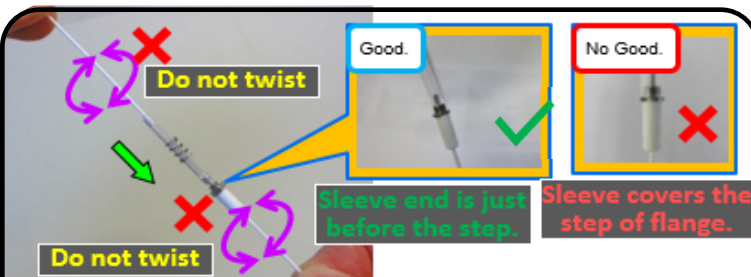 Do not twist
Good.
No Good.
Sleeve end is just
before the step.
Sleeve covers the
step of flange.
Do not twist